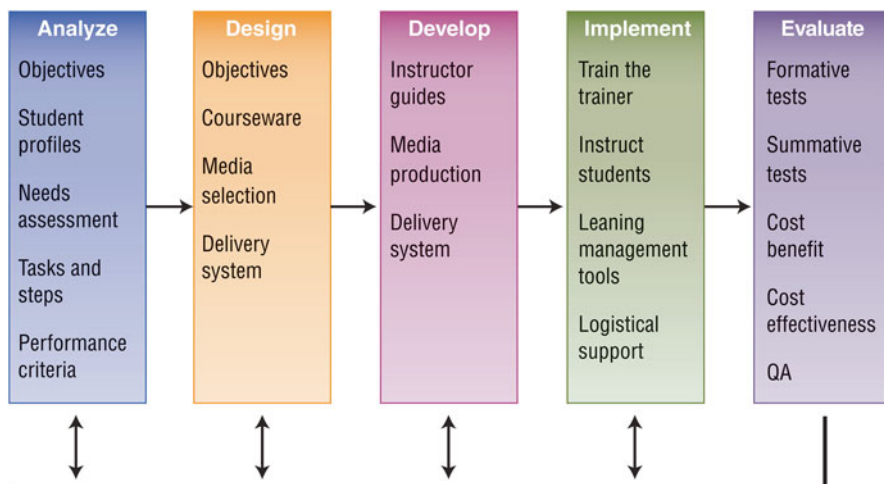 Analyze
Objectives
Student
profiles
Needs
assessment
Tasks and
steps
Performance
criteria
Design
Objectives
Courseware
Media
selection
Delivery
system
Develop
Instructor
guides
Media
production
Delivery
system
Implement
Train the
trainer
Instruct
students
Leaning
management
tools
Logistical
support
Evaluate
Formative
tests
Summative
tests
Cost
benefit
Cost
effectiveness
QA